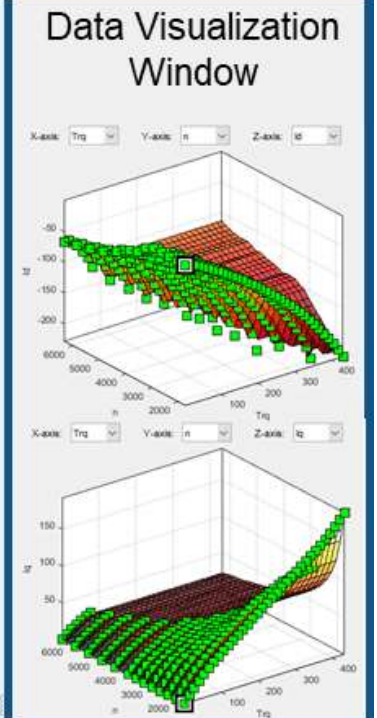 Data Visualization
Window
X-axis: Trq Y-axis: n Z-axis: Id
-50
-100
-150
-200
Id
6000
5000
4000
3000
2000
n
100
200
300
400
Trq
X-axis: Trq Y-axis: n Z-axis: Iq
150
100
50
Iq
6000
5000
4000
3000
2000
n
100
200
300
400
Trq